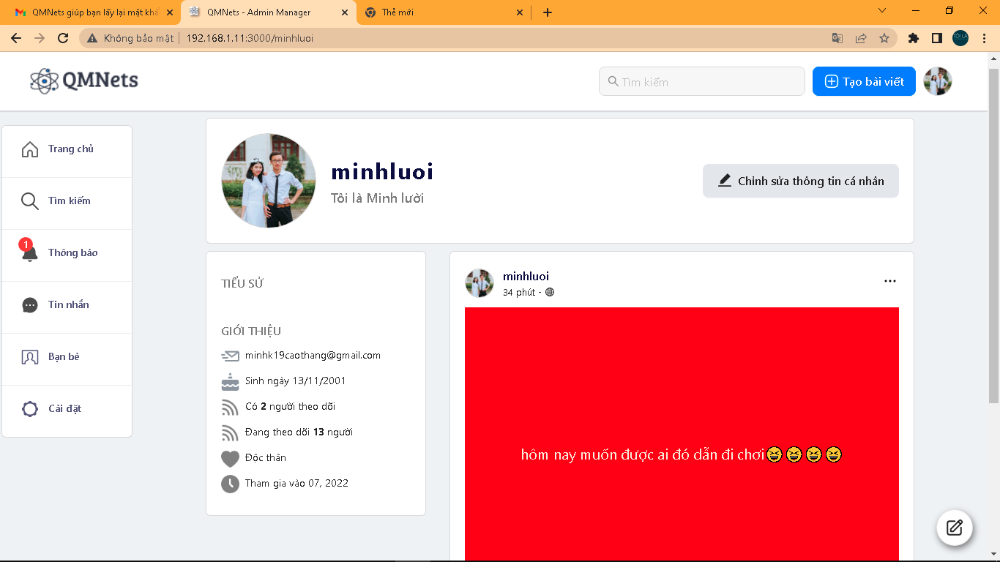 QMNets giúp bạn lấy lại mật khẩ
QMNets - Admin Manager
Thẻ mới
Không bảo mật
192.168.1.11:3000/minhluoi
QMNets
Tìm kiếm
Tạo bài viết
Trang chủ
Tìm kiếm
1
Thông báo
Tin nhắn
Bạn bè
Cài đặt
minhluoi
Tôi là Minh lười
Chỉnh sửa thông tin cá nhân
TIỂU SỬ
GIỚI THIỆU
minhk19caothang@gmail.com
Sinh ngày 13/11/2001
Có 2 người theo dõi
Đang theo dõi 13 người
Độc thân
Tham gia vào 07, 2022
minhluoi
34 phút -
hôm nay muốn được ai đó dẫn đi chơi😆😆😆😆